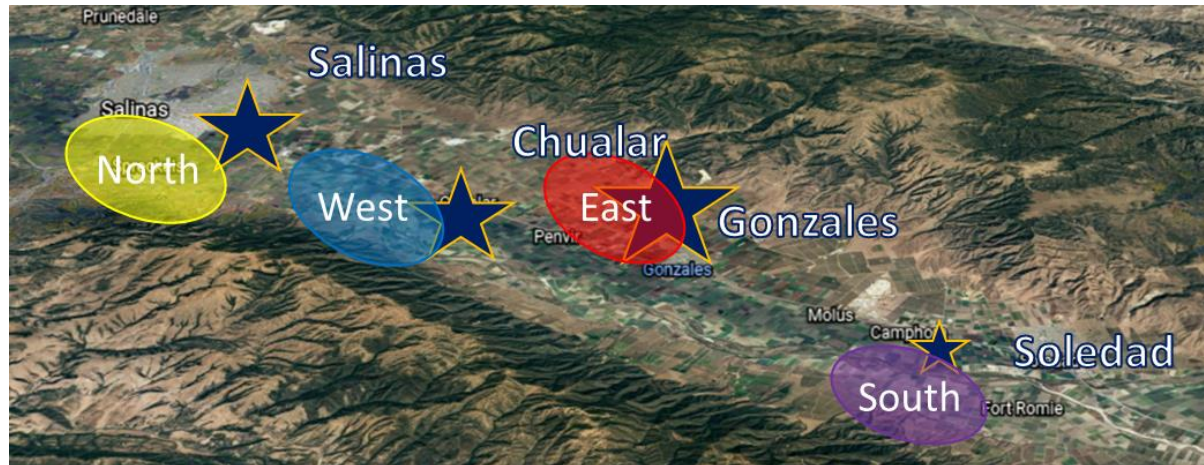 Prunedale
Salinas
Salinas
North
West
Chualar
East
Penvir
Gonzales
Gonzales
Molus
Campho
Soledad
South
Fort Romie